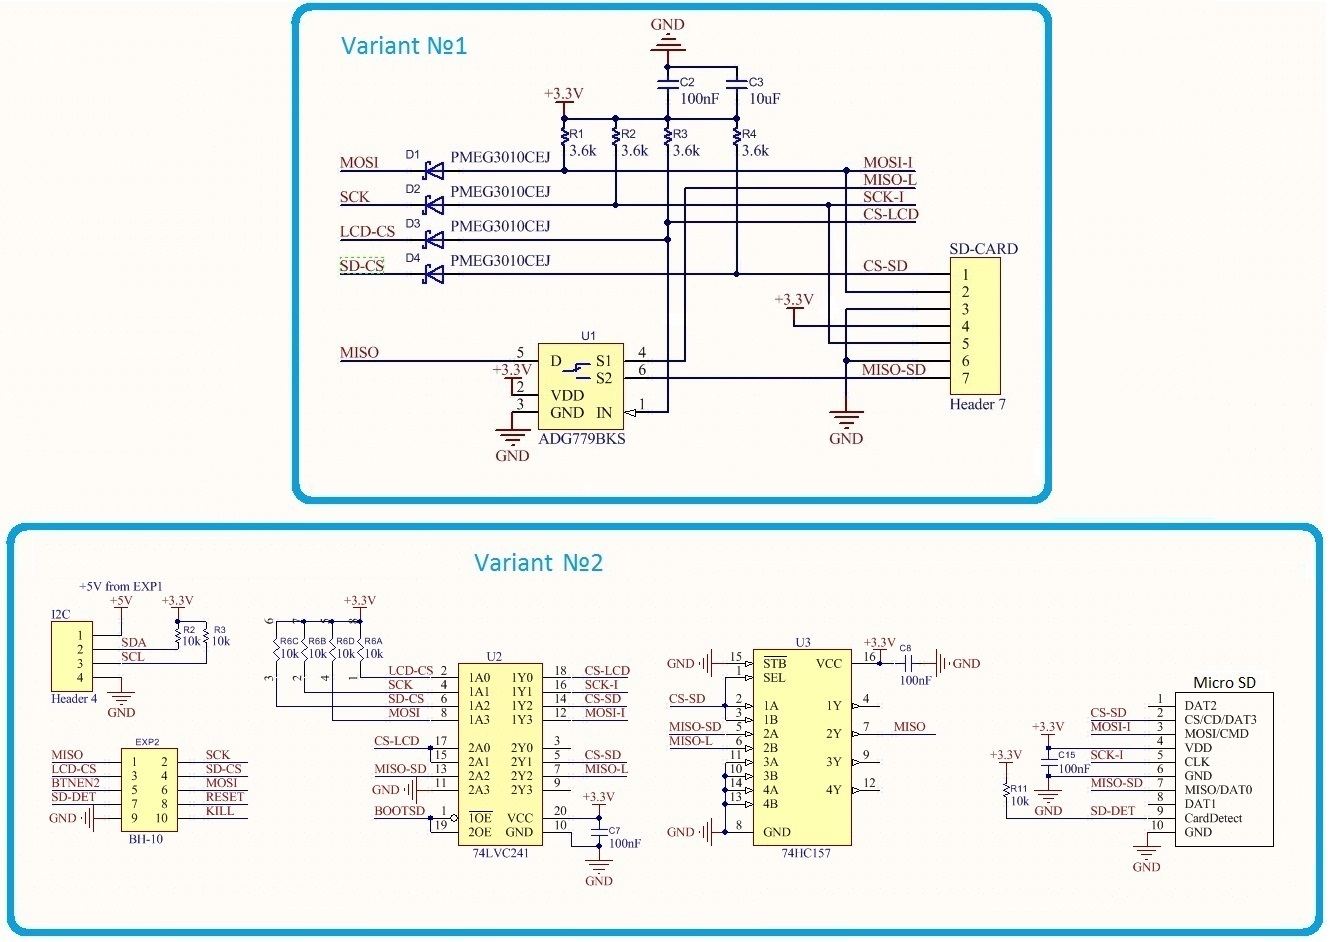 Variant №1
GND
C2
C3
100nF
10uF
+3.3V
R1
R2
R3
R4
3.6k
3.6k
3.6k
3.6k
MOSI
D1
PMEG3010CEJ
MOSI-I
MISO-L
SCK
D2
PMEG3010CEJ
SCK-I
CS-LCD
LCD-CS
D3
PMEG3010CEJ
SD-CS
D4
PMEG3010CEJ
CS-SD
SD-CARD
1
2
3
4
5
6
7
Header 7
+3.3V
MISO-SD
GND
U1
MISO
5
D
S1
4
S2
6
+3.3V
2
VDD
3
GND
IN
1
ADG779BKS
GND
Variant №2
+5V from EXP1
+5V
+3.3V
I2C
1
2
3
4
SDA
SCL
R2
10k
R3
10k
Header 4
GND
EXP2
MISO
1
2
SCK
LCD-CS
3
4
SD-CS
BTNEN2
5
6
MOSI
SD-DET
7
8
RESET
GND
9
10
KILL
BH-10
+3.3V
6
7
5
8
R6C
R6B
R6D
R6A
10k
10k
10k
10k
3
2
4
1
U2
LCD-CS
2
1A0
1Y0
18
CS-LCD
SCK
4
1A1
1Y1
16
SCK-I
SD-CS
6
1A2
1Y2
14
CS-SD
MOSI
8
1A3
1Y3
12
MOSI-I
CS-LCD
17
2A0
2Y0
3
15
2A1
2Y1
5
CS-SD
MISO-SD
13
2A2
2Y2
7
MISO-L
GND
11
2A3
2Y3
9
BOOTSD
1
1OE
VCC
20
19
2OE
GND
10
74LVC241
+3.3V
C7
100nF
GND
U3
GND
15
STB
VCC
16
1
SEL
+3.3V
C8
100nF
GND
CS-SD
2
1A
1Y
4
3
1B
MISO-SD
5
2A
2Y
7
MISO
MISO-L
6
2B
11
3A
3Y
9
10
3B
14
4A
4Y
12
13
4B
GND
8
GND
74HC157
Micro SD
1
DAT2
CS-SD
2
CS/CD/DAT3
MOSI-I
3
MOSI/CMD
+3.3V
4
VDD
SCK-I
5
CLK
6
GND
MISO-SD
7
MISO/DAT0
8
DAT1
SD-DET
9
CardDetect
10
GND
C15
100nF
GND
+3.3V
R11
10k
GND